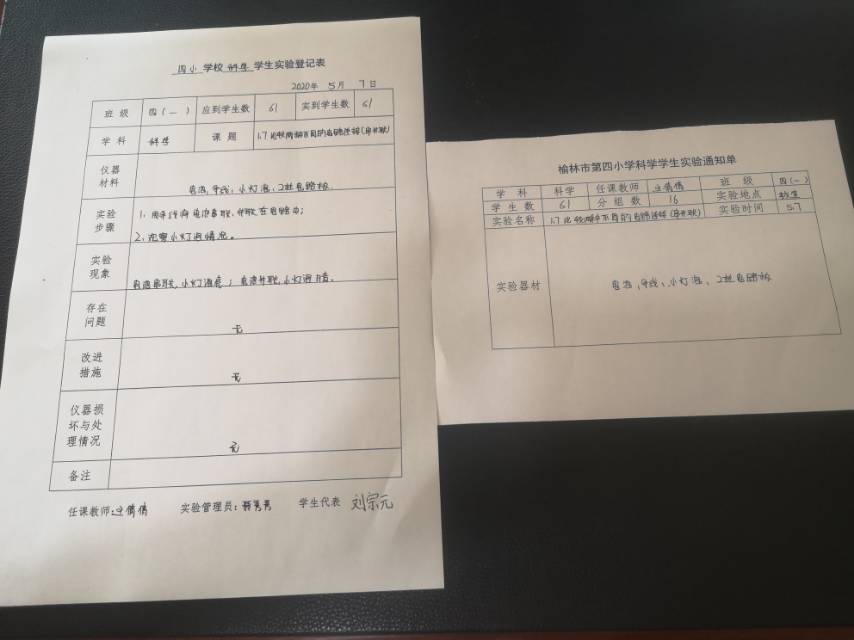 四小 学校 科学 学生实验登记表
2020年 5月 7日
班 级 四(一) 应到学生数 61 实到学生数 61
学 科 科学 课 题 1.7比较两种不同的电路连接(串并联)
仪器
材料
电池、导线、小灯泡、2块电路板
实验
步骤
1、用导线将电池串联、并联在电路中;
2、观察小灯泡情况。
实验
现象
电池串联,小灯泡亮;电池并联,小灯泡暗。
存在
问题
无
改进
措施
无
仪器损
坏与处
理情况
无
备注
任课教师: 倩倩 实验管理员: 学生代表 刘宗元
榆林市第四小学科学学生实验通知单
学 科 科学 任课教师 倩倩 班 级 四(一)
学 生 数 61 分 组 数 16 实验地点
实验名称 1.7比较两种不同的电路连接(串并联) 实验时间 5.7
实验器材
电池、导线、小灯泡、2块电路板